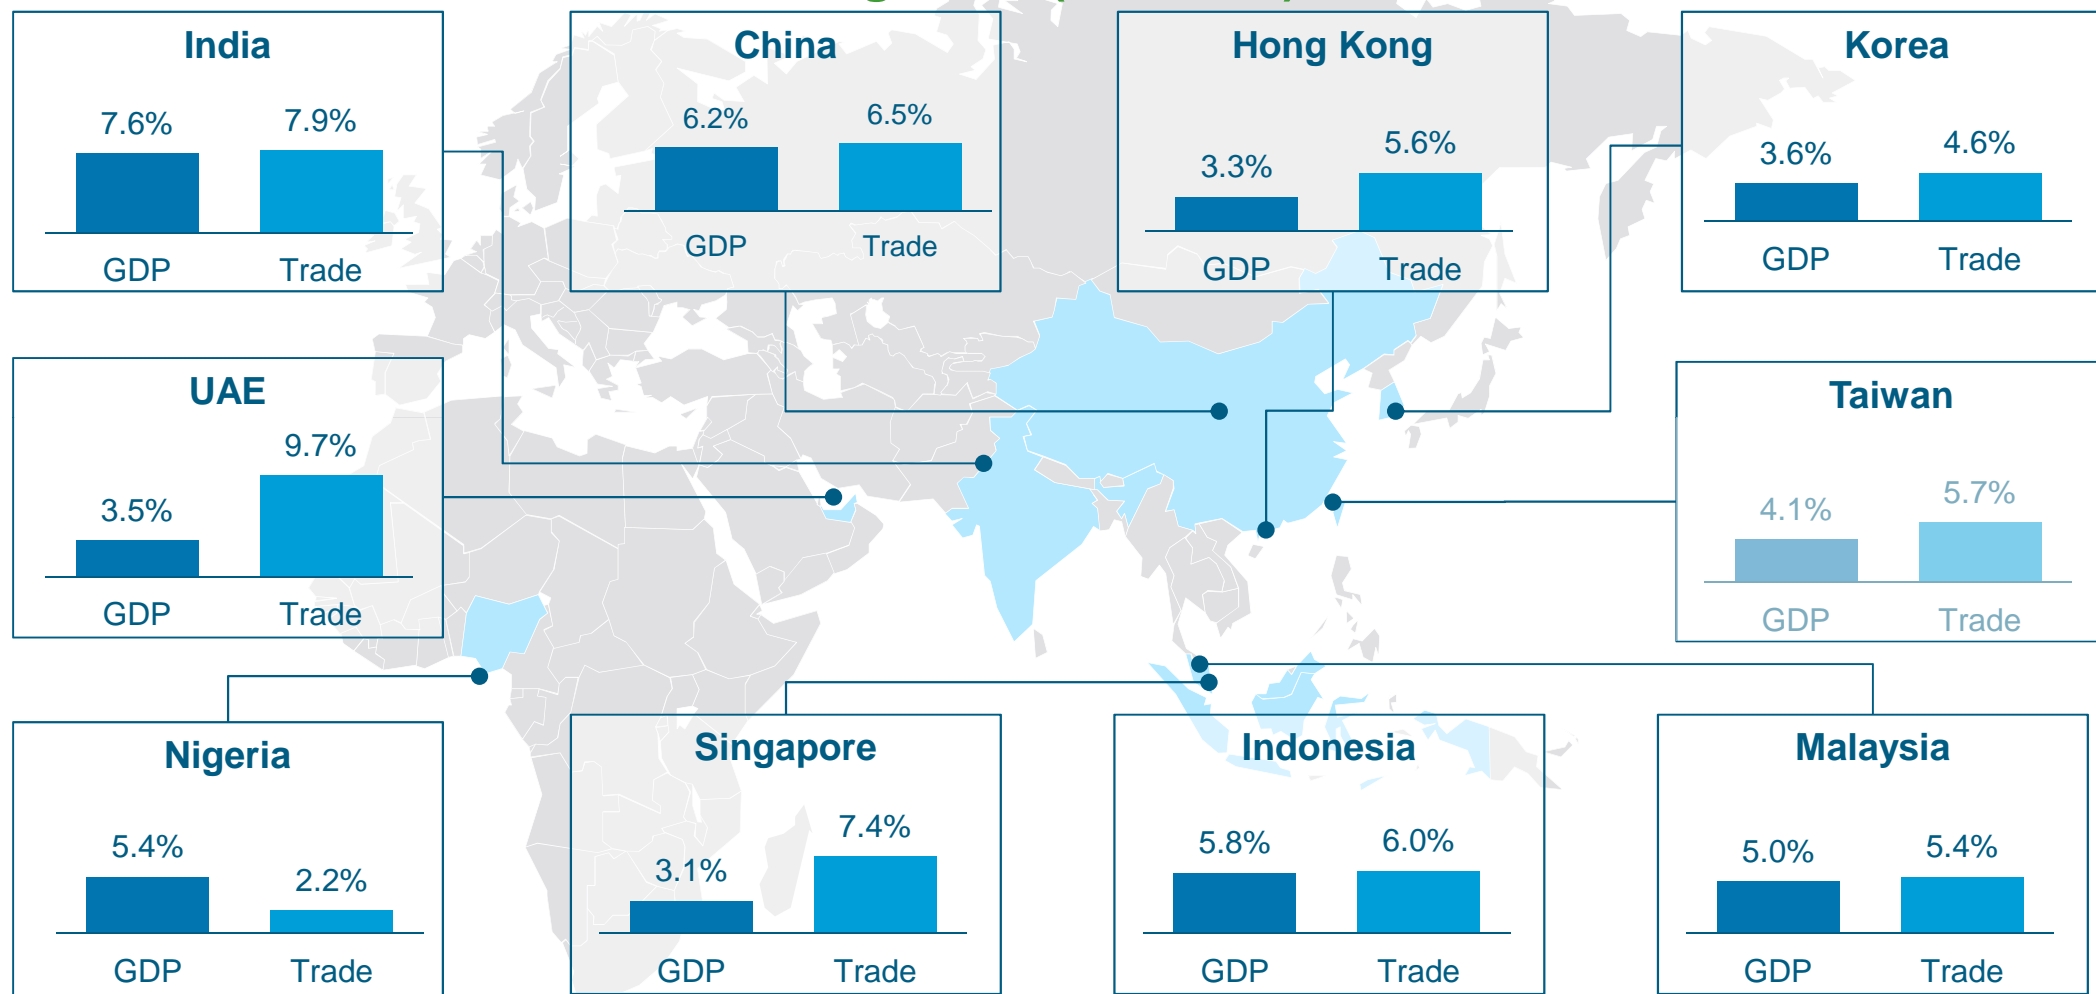 India
7.6%
7.9%
GDP
Trade
China
6.2%
6.5%
GDP
Trade
Hong Kong
3.3%
5.6%
GDP
Trade
Korea
3.6%
4.6%
GDP
Trade
UAE
3.5%
9.7%
GDP
Trade
Taiwan
4.1%
5.7%
GDP
Trade
Nigeria
5.4%
2.2%
GDP
Trade
Singapore
3.1%
7.4%
GDP
Trade
Indonesia
5.8%
6.0%
GDP
Trade
Malaysia
5.0%
5.4%
GDP
Trade